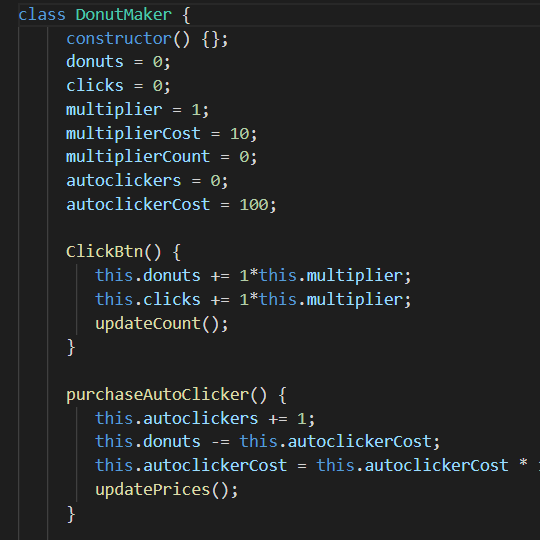 class DonutMaker {
constructor() {};
donuts = 0;
clicks = 0;
multiplier = 1;
multiplierCost = 10;
multiplierCount = 0;
autoclickers = 0;
autoclickerCost = 100;
ClickBtn() {
this.donuts += 1*this.multiplier;
this.clicks += 1*this.multiplier;
updateCount();
}
purchaseAutoClicker() {
this.autoclickers += 1;
this.donuts -= this.autoclickerCost;
this.autoclickerCost = this.autoclickerCost *
updatePrices();
}